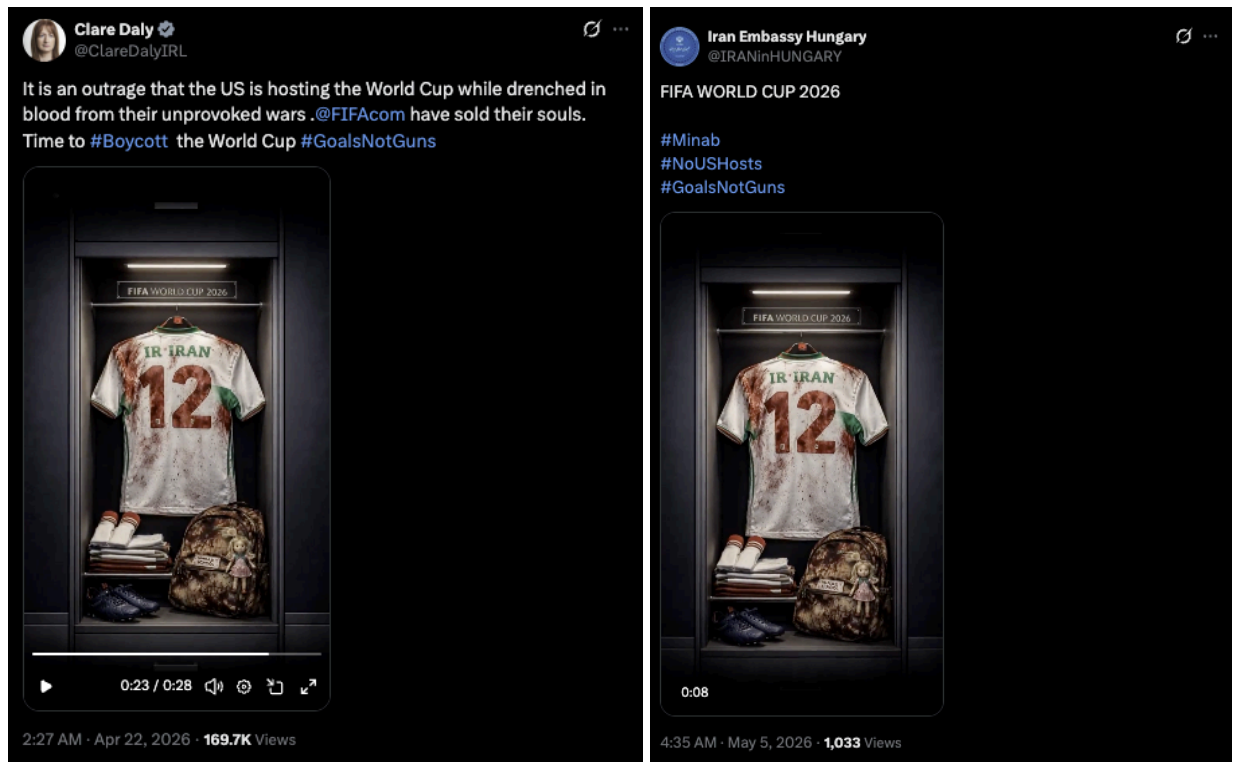 Clare Daly
@ClareDalyIRL
It is an outrage that the US is hosting the World Cup while drenched in
blood from their unprovoked wars .@FIFAcom have sold their souls.
Time to #Boycott the World Cup #GoalsNotGuns
FIFA WORLD CUP 2026
IR IRAN
12
0:23 / 0:28
2:27 AM · Apr 22, 2026 · 169.7K Views
Iran Embassy Hungary
@IRANinHUNGARY
FIFA WORLD CUP 2026
#Minab
#NoUSHosts
#GoalsNotGuns
FIFA WORLD CUP 2026
IR IRAN
12
0:08
4:35 AM · May 5, 2026 · 1,033 Views